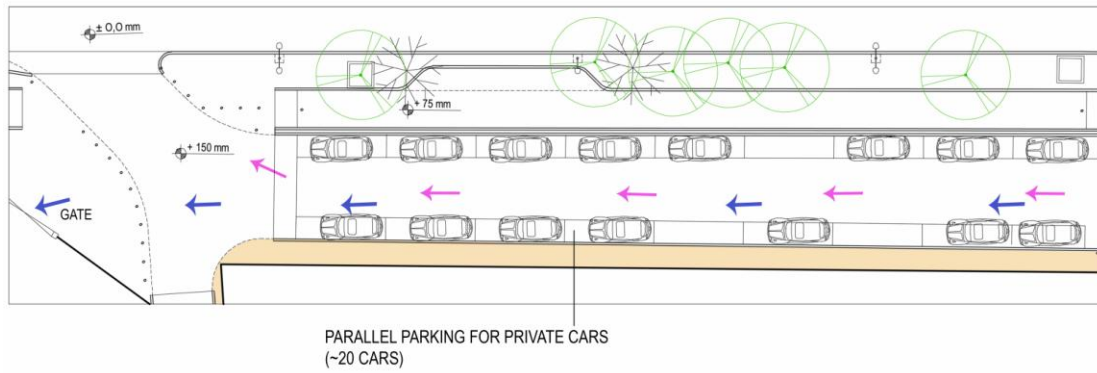 ± 0,0 mm
+ 75 mm
+ 150 mm
GATE
PARALLEL PARKING FOR PRIVATE CARS
(~20 CARS)